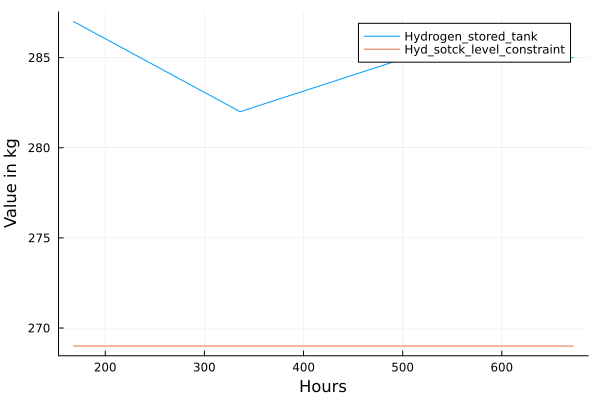 Hydrogen_stored_tank
Hyd_sotck_level_constraint
285
280
275
270
Value in kg
200 300 400 500 600
Hours